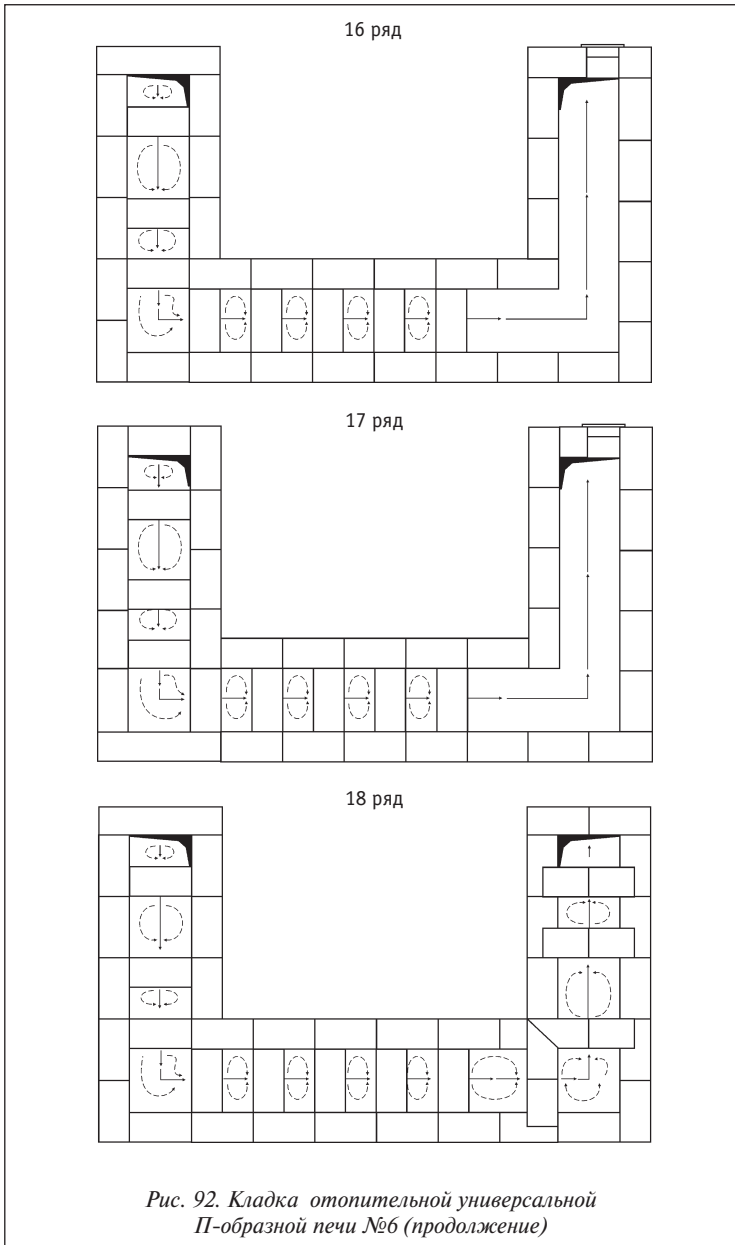 16 ряд
17 ряд
18 ряд
Рис. 92. Кладка отопительной универсальной
П-образной печи №6 (продолжение)